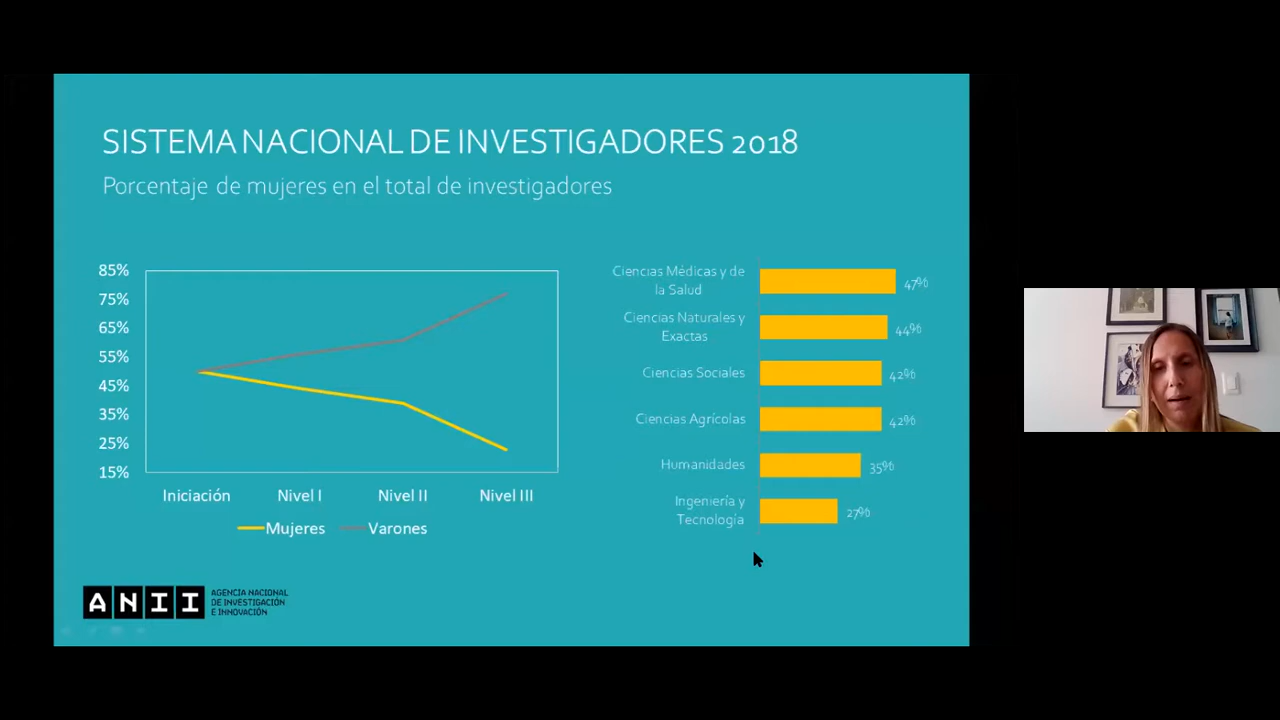 SISTEMA NACIONAL DE INVESTIGADORES 2018
Porcentaje de mujeres en el total de investigadores
85%
75%
65%
55%
45%
35%
25%
15%
Iniciación Nivel I Nivel II Nivel III
Mujeres Varones
Ciencias Médicas y de
la Salud
47%
Ciencias Naturales y
Exactas
44%
Ciencias Sociales
42%
Ciencias Agrícolas
42%
Humanidades
35%
Ingeniería y
Tecnología
27%
ANII
AGENCIA NACIONAL
DE INVESTIGACIÓN
E INNOVACIÓN